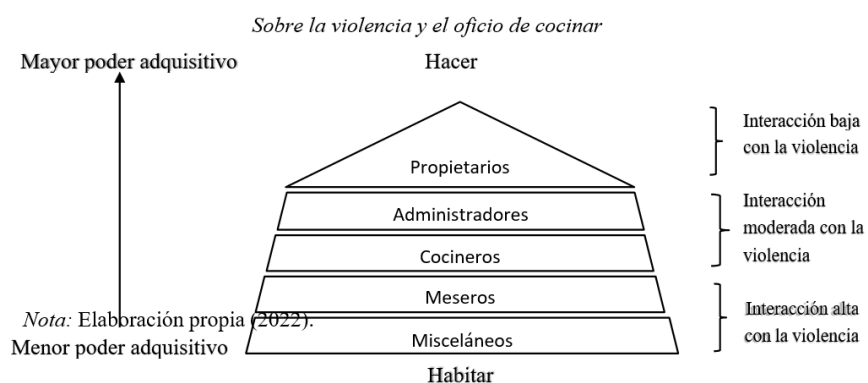 Sobre la violencia y el oficio de cocinar
Mayor poder adquisitivo
Hacer
Propietarios
Interacción baja
con la violencia
Administradores
Cocineros
Interacción
moderada con la
violencia
Meseros
Misceláneos
Interacción alta
con la violencia
Nota: Elaboración propia (2022).
Menor poder adquisitivo
Habitar